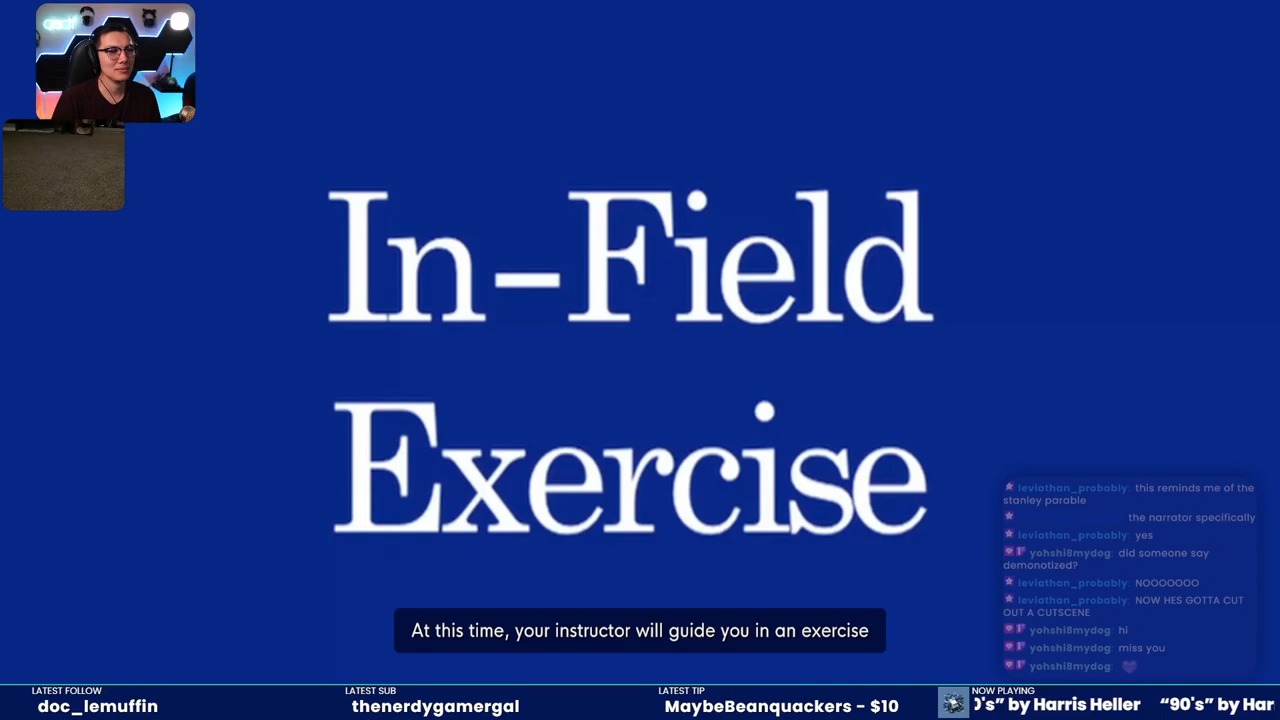 In-Field
Exercise
At this time, your instructor will guide you in an exercise
leviathan_probably: this reminds me of the
stanley parable
the narrator specifically
leviathan_probably: yes
yohshi8mydog: did someone say
demonotized?
leviathan_probably: NOOOOOOO
leviathan_probably: NOW HES GOTTA CUT
OUT A CUTSCENE
yohshi8mydog: hi
yohshi8mydog: miss you
yohshi8mydog:
LATEST FOLLOW
doc_lemuffin
LATEST SUB
thenerdygamergal
LATEST TIP
MaybeBeanquackers - $10
NOW PLAYING
0's” by Harris Heller “90's” by Har